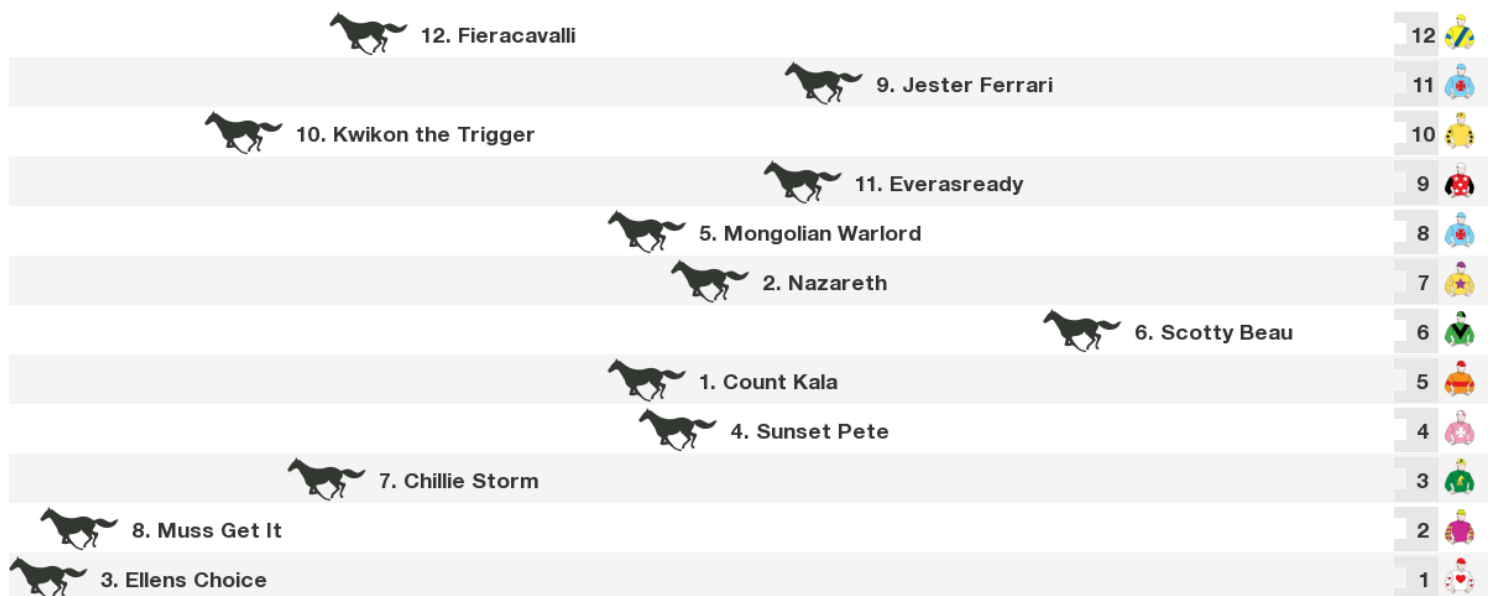 12. Fieracavalli 12
9. Jester Ferrari 11
10. Kwikon the Trigger 10
11. Everasready 9
5. Mongolian Warlord 8
2. Nazareth 7
6. Scotty Beau 6
1. Count Kala 5
4. Sunset Pete 4
7. Chillie Storm 3
8. Muss Get It 2
3. Ellens Choice 1